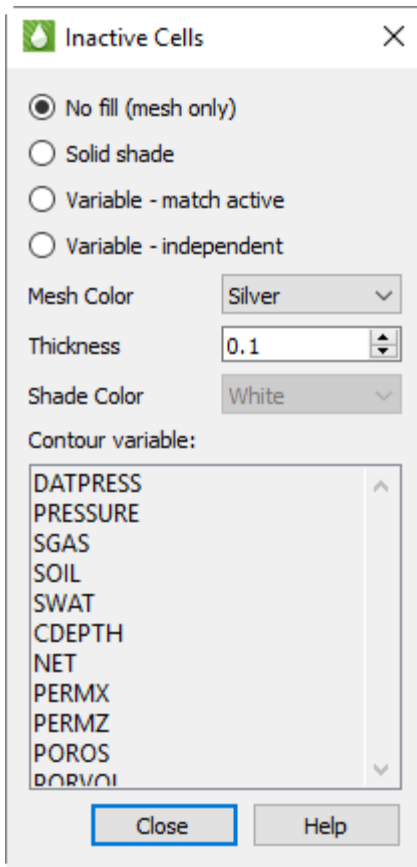 Inactive Cells
No fill (mesh only)
Solid shade
Variable - match active
Variable - independent
Mesh Color Silver
Thickness 0.1
Shade Color White
Contour variable:
DATPRESS
PRESSURE
SGAS
SOIL
SWAT
CDEPTH
NET
PERMX
PERMZ
POROS
PORVOL
Close Help